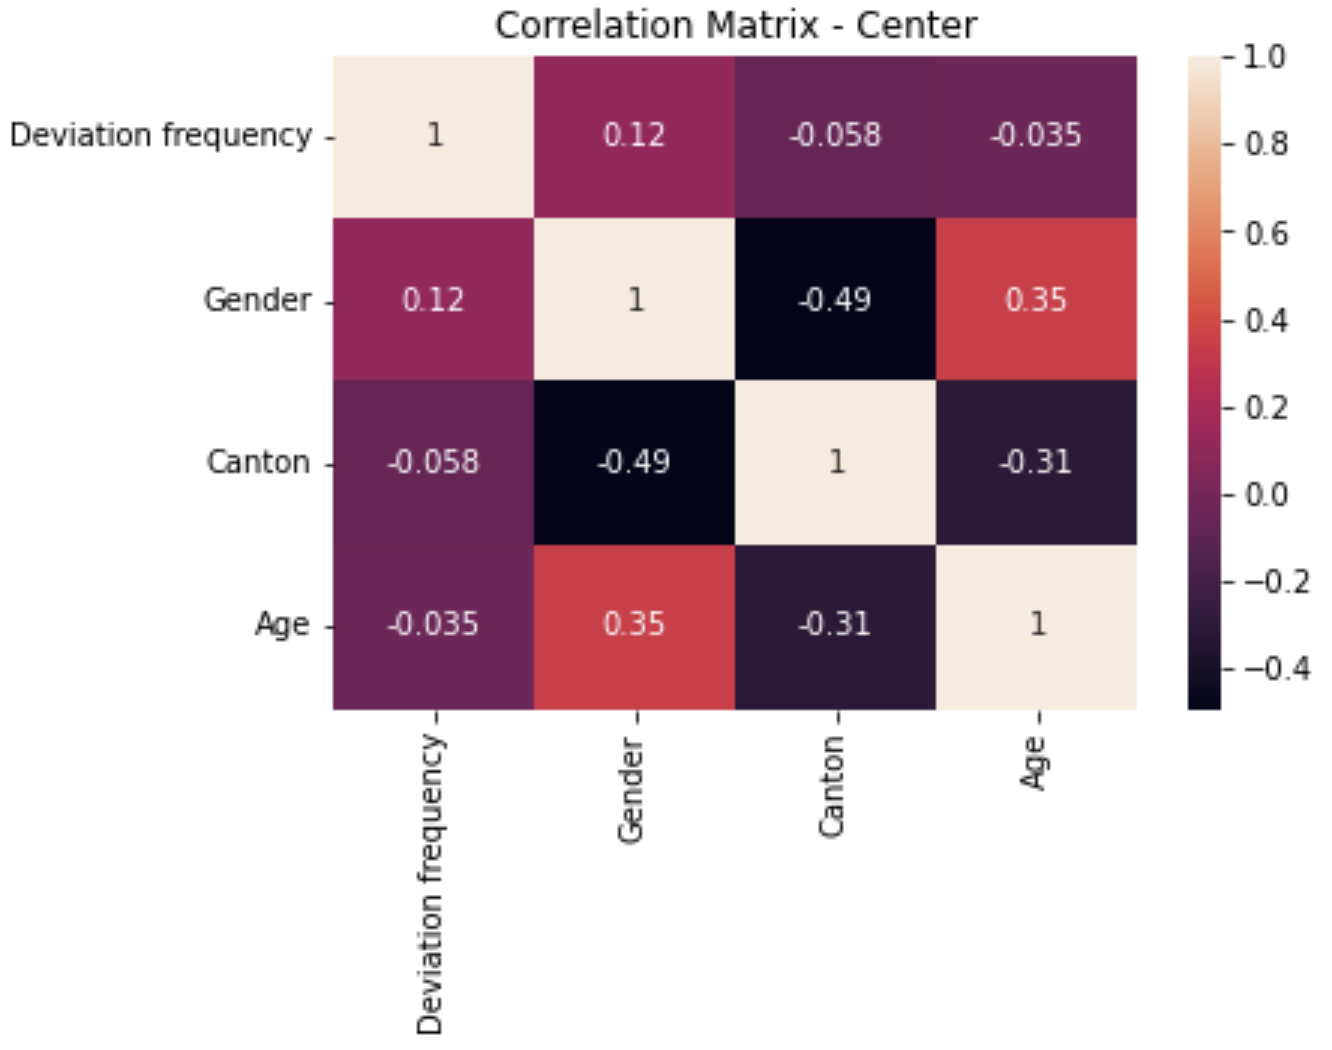 Correlation Matrix - Center
Deviation frequency 1 0.12 -0.058 -0.035
Gender 0.12 1 -0.49 0.35
Canton -0.058 -0.49 1 -0.31
Age -0.035 0.35 -0.31 1
Deviation frequency
Gender
Canton
Age
1.0
0.8
0.6
0.4
0.2
0.0
−0.2
−0.4